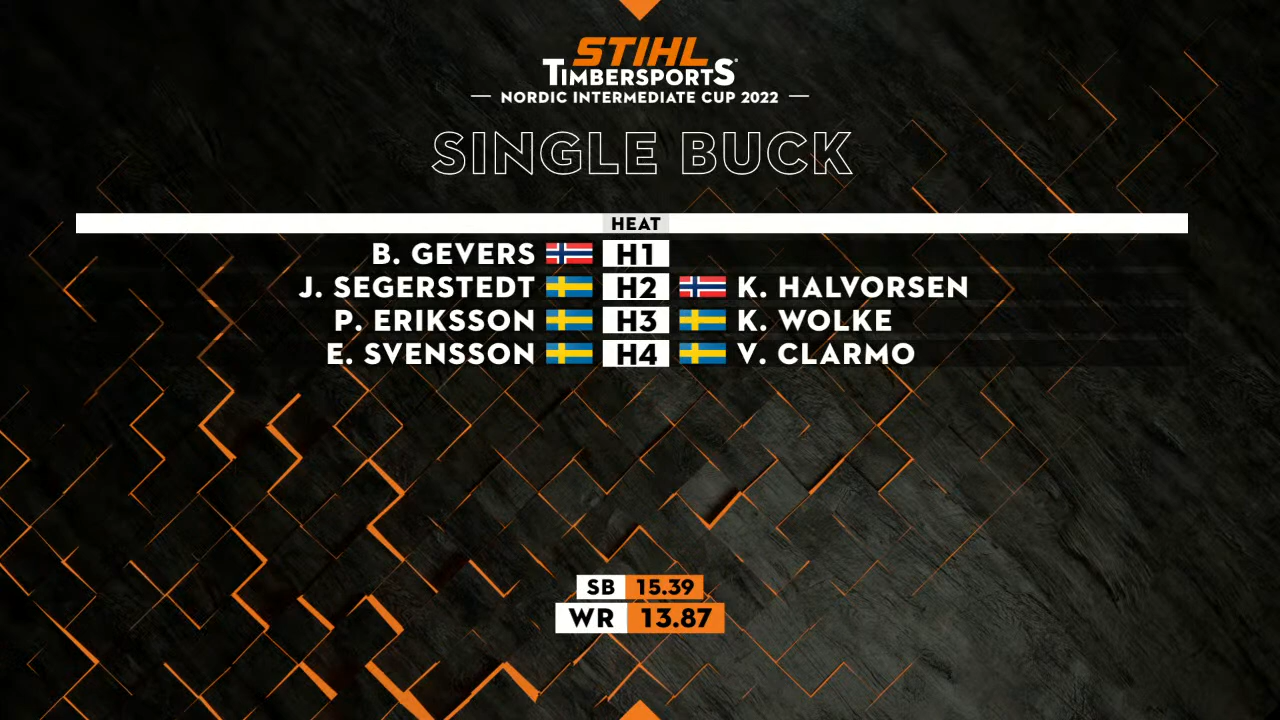 STIHL
TIMBERSPORTS®
NORDIC INTERMEDIATE CUP 2022
SINGLE BUCK
HEAT
B. GEVERS H1
J. SEGERSTEDT H2 K. HALVORSEN
P. ERIKSSON H3 K. WOLKE
E. SVENSSON H4 V. CLARMO
SB 15.39
WR 13.87